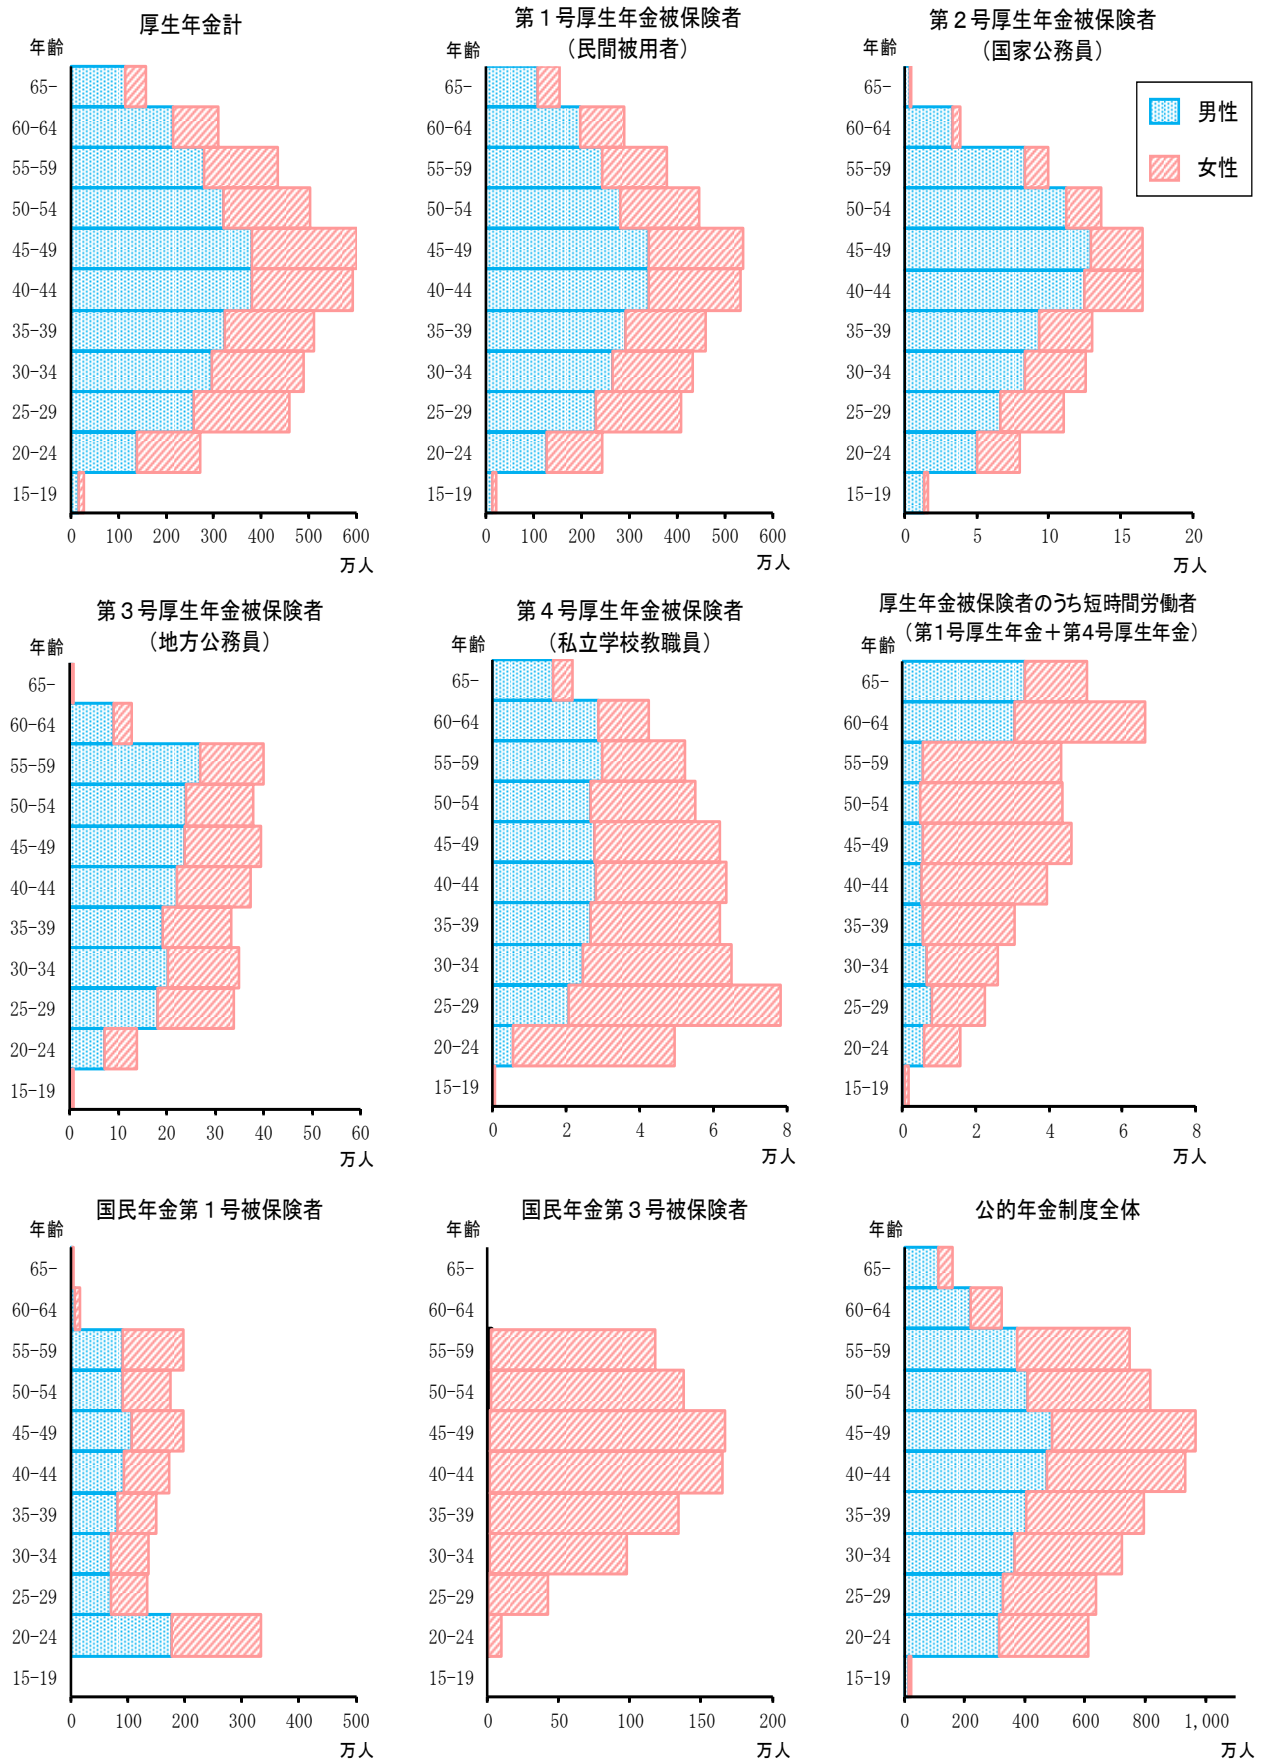 厚生年金計
年齢
65-
60-64
55-59
50-54
45-49
40-44
35-39
30-34
25-29
20-24
15-19
0 100 200 300 400 500 600
万人
第１号厚生年金被保険者
（民間被用者）
年齢
65-
60-64
55-59
50-54
45-49
40-44
35-39
30-34
25-29
20-24
15-19
0 100 200 300 400 500 600
万人
第２号厚生年金被保険者
（国家公務員）
年齢
65-
60-64
55-59
50-54
45-49
40-44
35-39
30-34
25-29
20-24
15-19
0 5 10 15 20
万人
男性
女性
第３号厚生年金被保険者
（地方公務員）
年齢
65-
60-64
55-59
50-54
45-49
40-44
35-39
30-34
25-29
20-24
15-19
0 10 20 30 40 50 60
万人
第４号厚生年金被保険者
（私立学校教職員）
年齢
65-
60-64
55-59
50-54
45-49
40-44
35-39
30-34
25-29
20-24
15-19
0 2 4 6 8
万人
厚生年金被保険者のうち短時間労働者
（第1号厚生年金＋第4号厚生年金）
年齢
65-
60-64
55-59
50-54
45-49
40-44
35-39
30-34
25-29
20-24
15-19
0 2 4 6 8
万人
国民年金第１号被保険者
年齢
65-
60-64
55-59
50-54
45-49
40-44
35-39
30-34
25-29
20-24
15-19
0 100 200 300 400 500
万人
国民年金第３号被保険者
年齢
65-
60-64
55-59
50-54
45-49
40-44
35-39
30-34
25-29
20-24
15-19
0 50 100 150 200
万人
公的年金制度全体
年齢
65-
60-64
55-59
50-54
45-49
40-44
35-39
30-34
25-29
20-24
15-19
0 200 400 600 800 1,000
万人